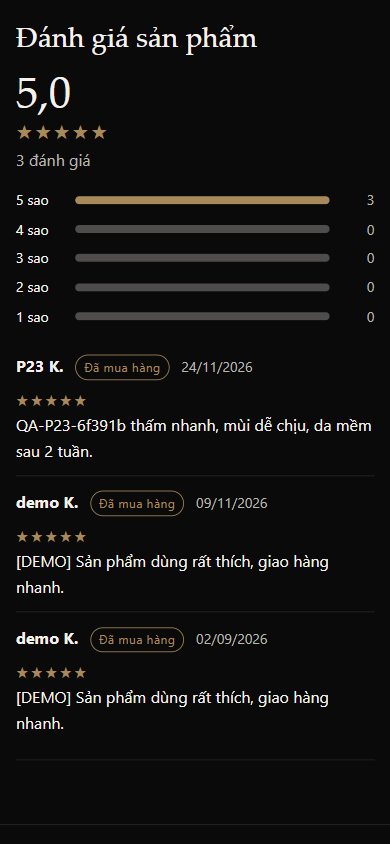 Đánh giá sản phẩm
5,0
★★★★★
3 đánh giá
5 sao 3
4 sao 0
3 sao 0
2 sao 0
1 sao 0
P23 K. Đã mua hàng 24/11/2026
★★★★★
QA-P23-6f391b thấm nhanh, mùi dễ chịu, da mềm
sau 2 tuần.
demo K. Đã mua hàng 09/11/2026
★★★★★
[DEMO] Sản phẩm dùng rất thích, giao hàng
nhanh.
demo K. Đã mua hàng 02/09/2026
★★★★★
[DEMO] Sản phẩm dùng rất thích, giao hàng
nhanh.